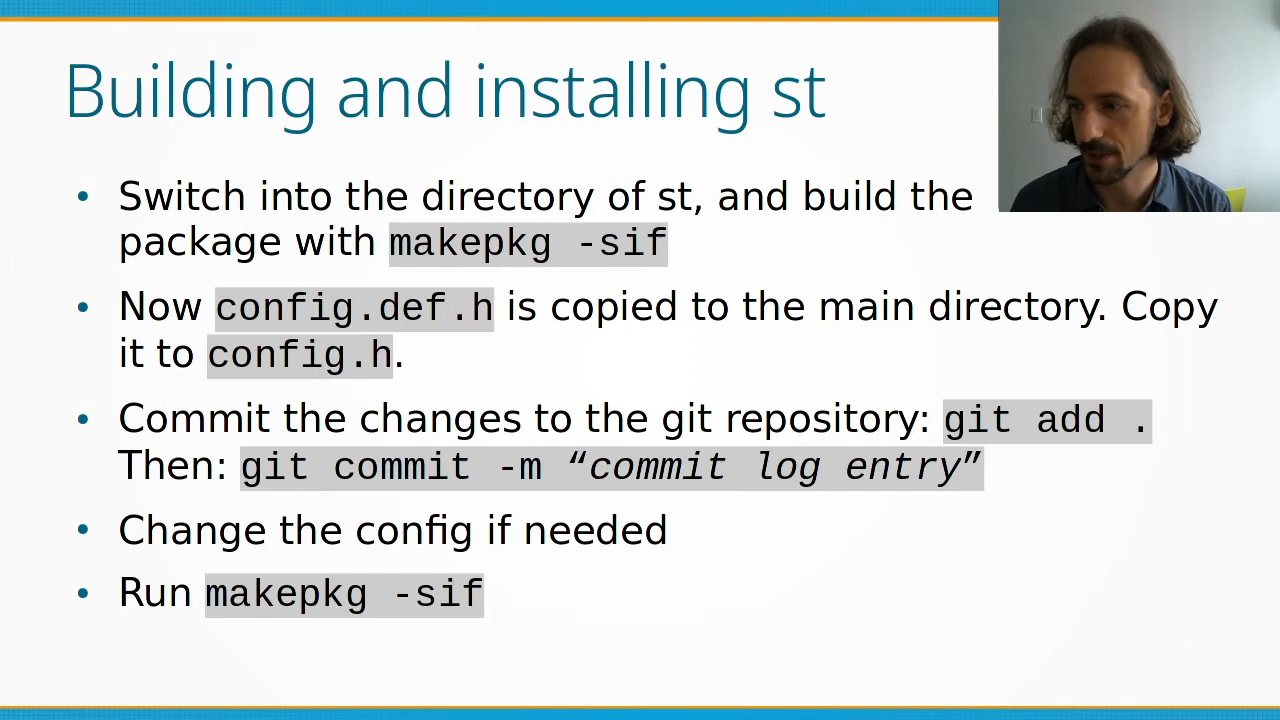 Building and installing st
• Switch into the directory of st, and build the
package with makepkg -sif
• Now config.def.h is copied to the main directory. Copy
it to config.h.
• Commit the changes to the git repository: git add .
Then: git commit -m “commit log entry”
• Change the config if needed
• Run makepkg -sif